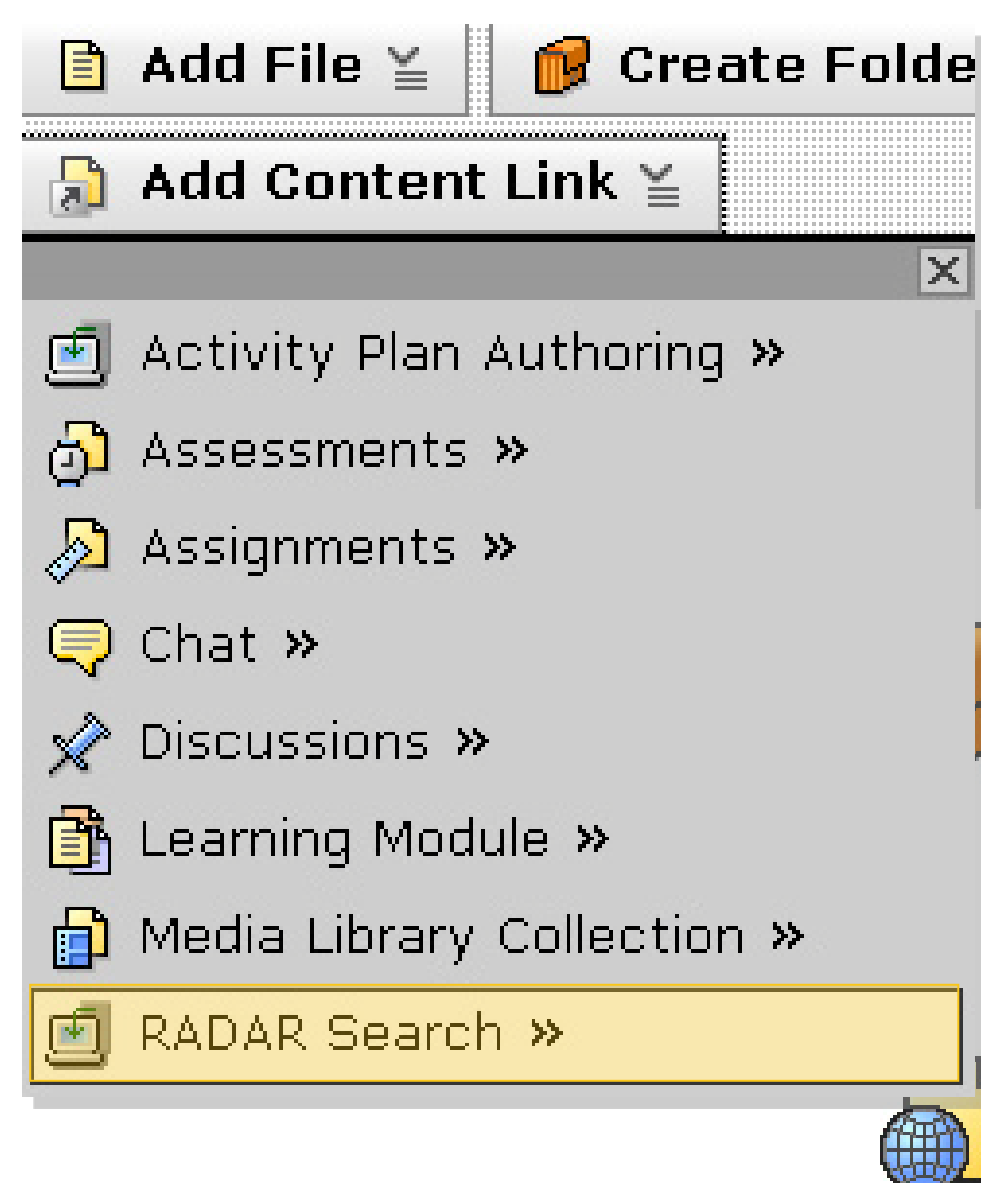 Add File Create Folde
Add Content Link
Activity Plan Authoring »
Assessments »
Assignments »
Chat »
Discussions »
Learning Module »
Media Library Collection »
RADAR Search »